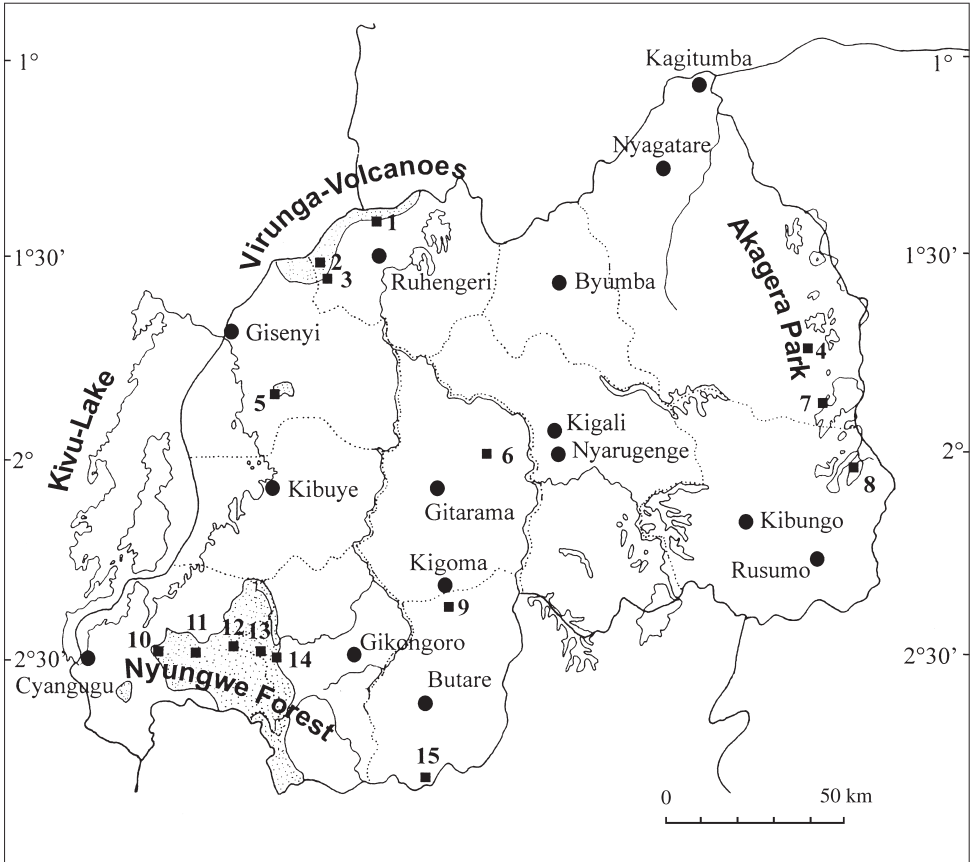 Kagitumba
1°
1°
Nyagatare
Virunga-Volcanoes
1
Akagera Park
1°30’
2
3
Ruhengeri
Byumba
1°30’
Gisenyi
4
5
7
Kivu-Lake
Kigali
2°
6
Nyarugenge
2°
Kibuye
8
Gitarama
Kibungo
Kigoma
Rusumo
9
10
11
12
13
Gikongoro
2°30’
14
2°30’
Cyangugu
Nyungwe Forest
Butare
15
0
50 km